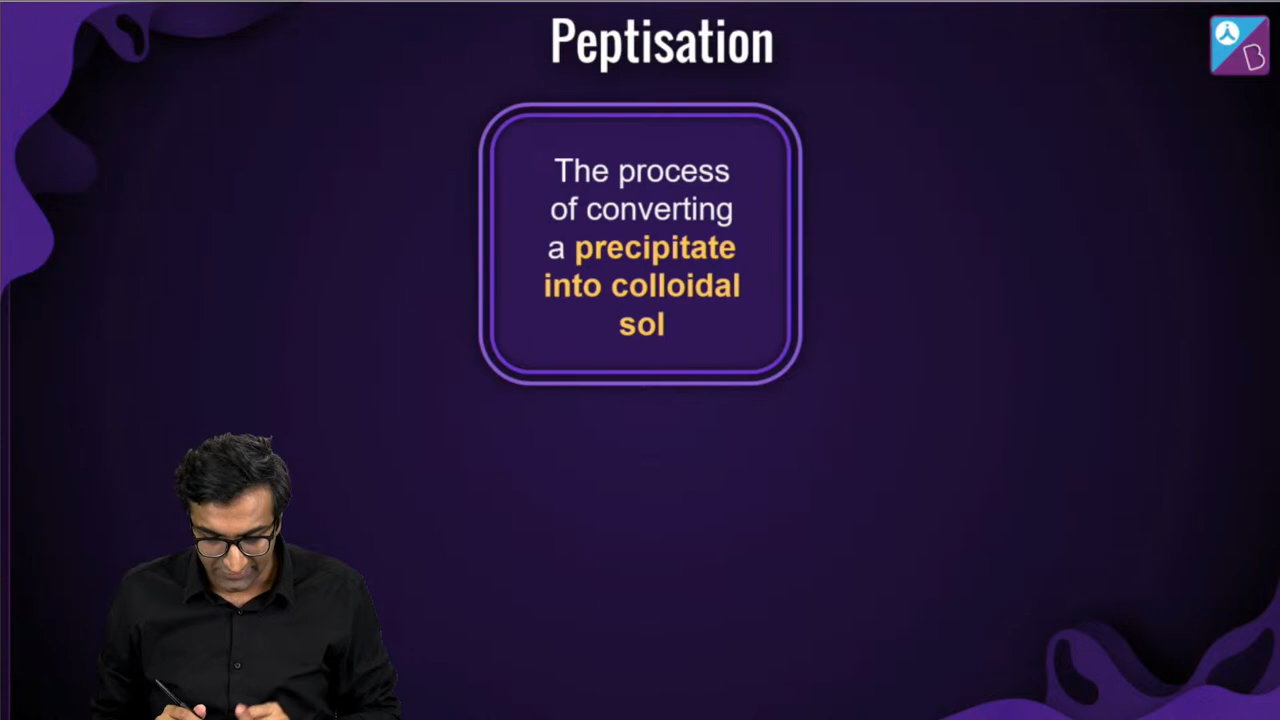 Peptisation
The process
of converting
a precipitate
into colloidal
sol
B